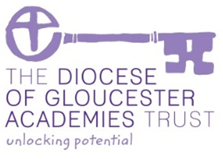 THE DIOCESE
OF GLOUCESTER
ACADEMIES TRUST
unlocking potential